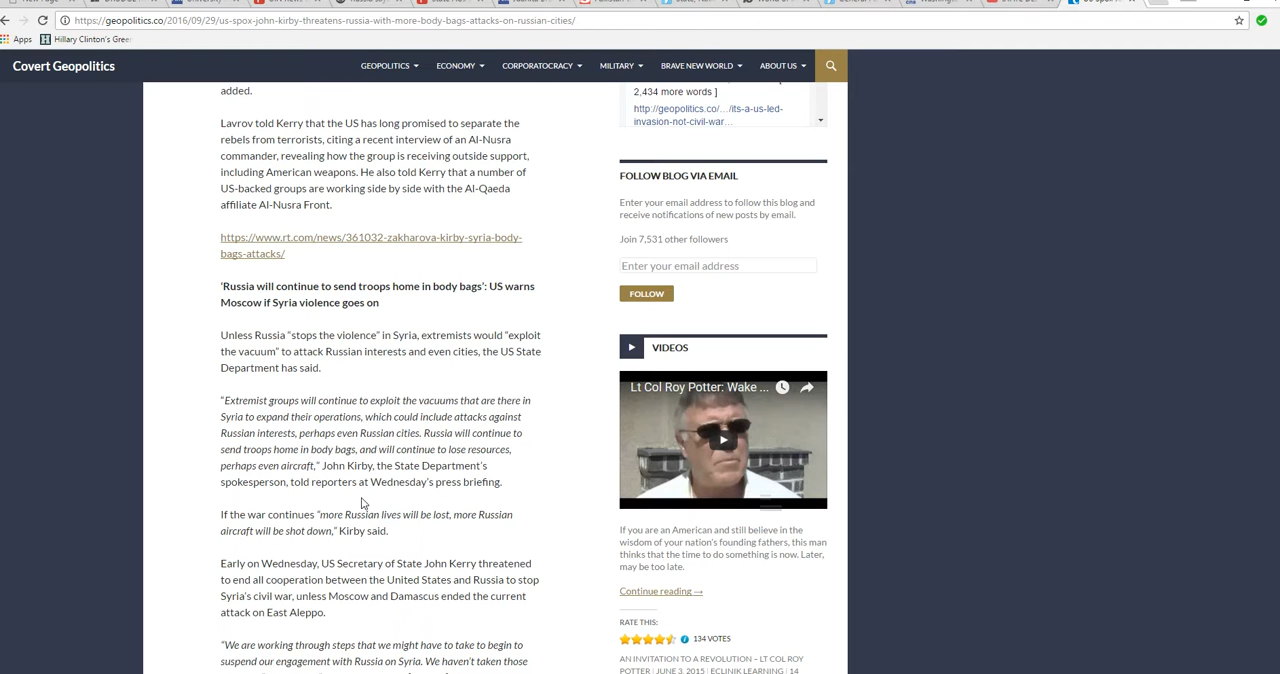 https://geopolitics.co/2016/09/29/us-spox-john-kirby-threatens-russia-with-more-body-bags-attacks-on-russian-cities/
Apps Hillary Clinton's Gree
Covert Geopolitics
GEOPOLITICS ECONOMY CORPORATOCRACY MILITARY BRAVE NEW WORLD ABOUT US
added.
Lavrov told Kerry that the US has long promised to separate the
rebels from terrorists, citing a recent interview of an Al-Nusra
commander, revealing how the group is receiving outside support,
including American weapons. He also told Kerry that a number of
US-backed groups are working side by side with the Al-Qaeda
affiliate Al-Nusra Front.
https://www.rt.com/news/361032-zakharova-kirby-syria-body-
bags-attacks/
‘Russia will continue to send troops home in body bags’: US warns
Moscow if Syria violence goes on
Unless Russia “stops the violence” in Syria, extremists would “exploit
the vacuum” to attack Russian interests and even cities, the US State
Department has said.
“Extremist groups will continue to exploit the vacuums that are there in
Syria to expand their operations, which could include attacks against
Russian interests, perhaps even Russian cities. Russia will continue to
send troops home in body bags, and will continue to lose resources,
perhaps even aircraft,” John Kirby, the State Department’s
spokesperson, told reporters at Wednesday’s press briefing.
If the war continues “more Russian lives will be lost, more Russian
aircraft will be shot down,” Kirby said.
Early on Wednesday, US Secretary of State John Kerry threatened
to end all cooperation between the United States and Russia to stop
Syria’s civil war, unless Moscow and Damascus ended the current
attack on East Aleppo.
“We are working through steps that we might have to take to begin to
suspend our engagement with Russia on Syria. We haven’t taken those
2,434 more words ]
http://geopolitics.co/…/its-a-us-led-
invasion-not-civil-war…
FOLLOW BLOG VIA EMAIL
Enter your email address to follow this blog and
receive notifications of new posts by email.
Join 7,531 other followers
Enter your email address
FOLLOW
VIDEOS
Lt Col Roy Potter: Wake ...
If you are an American and still believe in the
wisdom of your nation’s founding fathers, this man
thinks that the time to do something is now. Later,
may be too late.
Continue reading →
RATE THIS:
134 VOTES
AN INVITATION TO A REVOLUTION – LT COL ROY
POTTER | JUNE 3, 2015 | ECLINIK LEARNING | 14